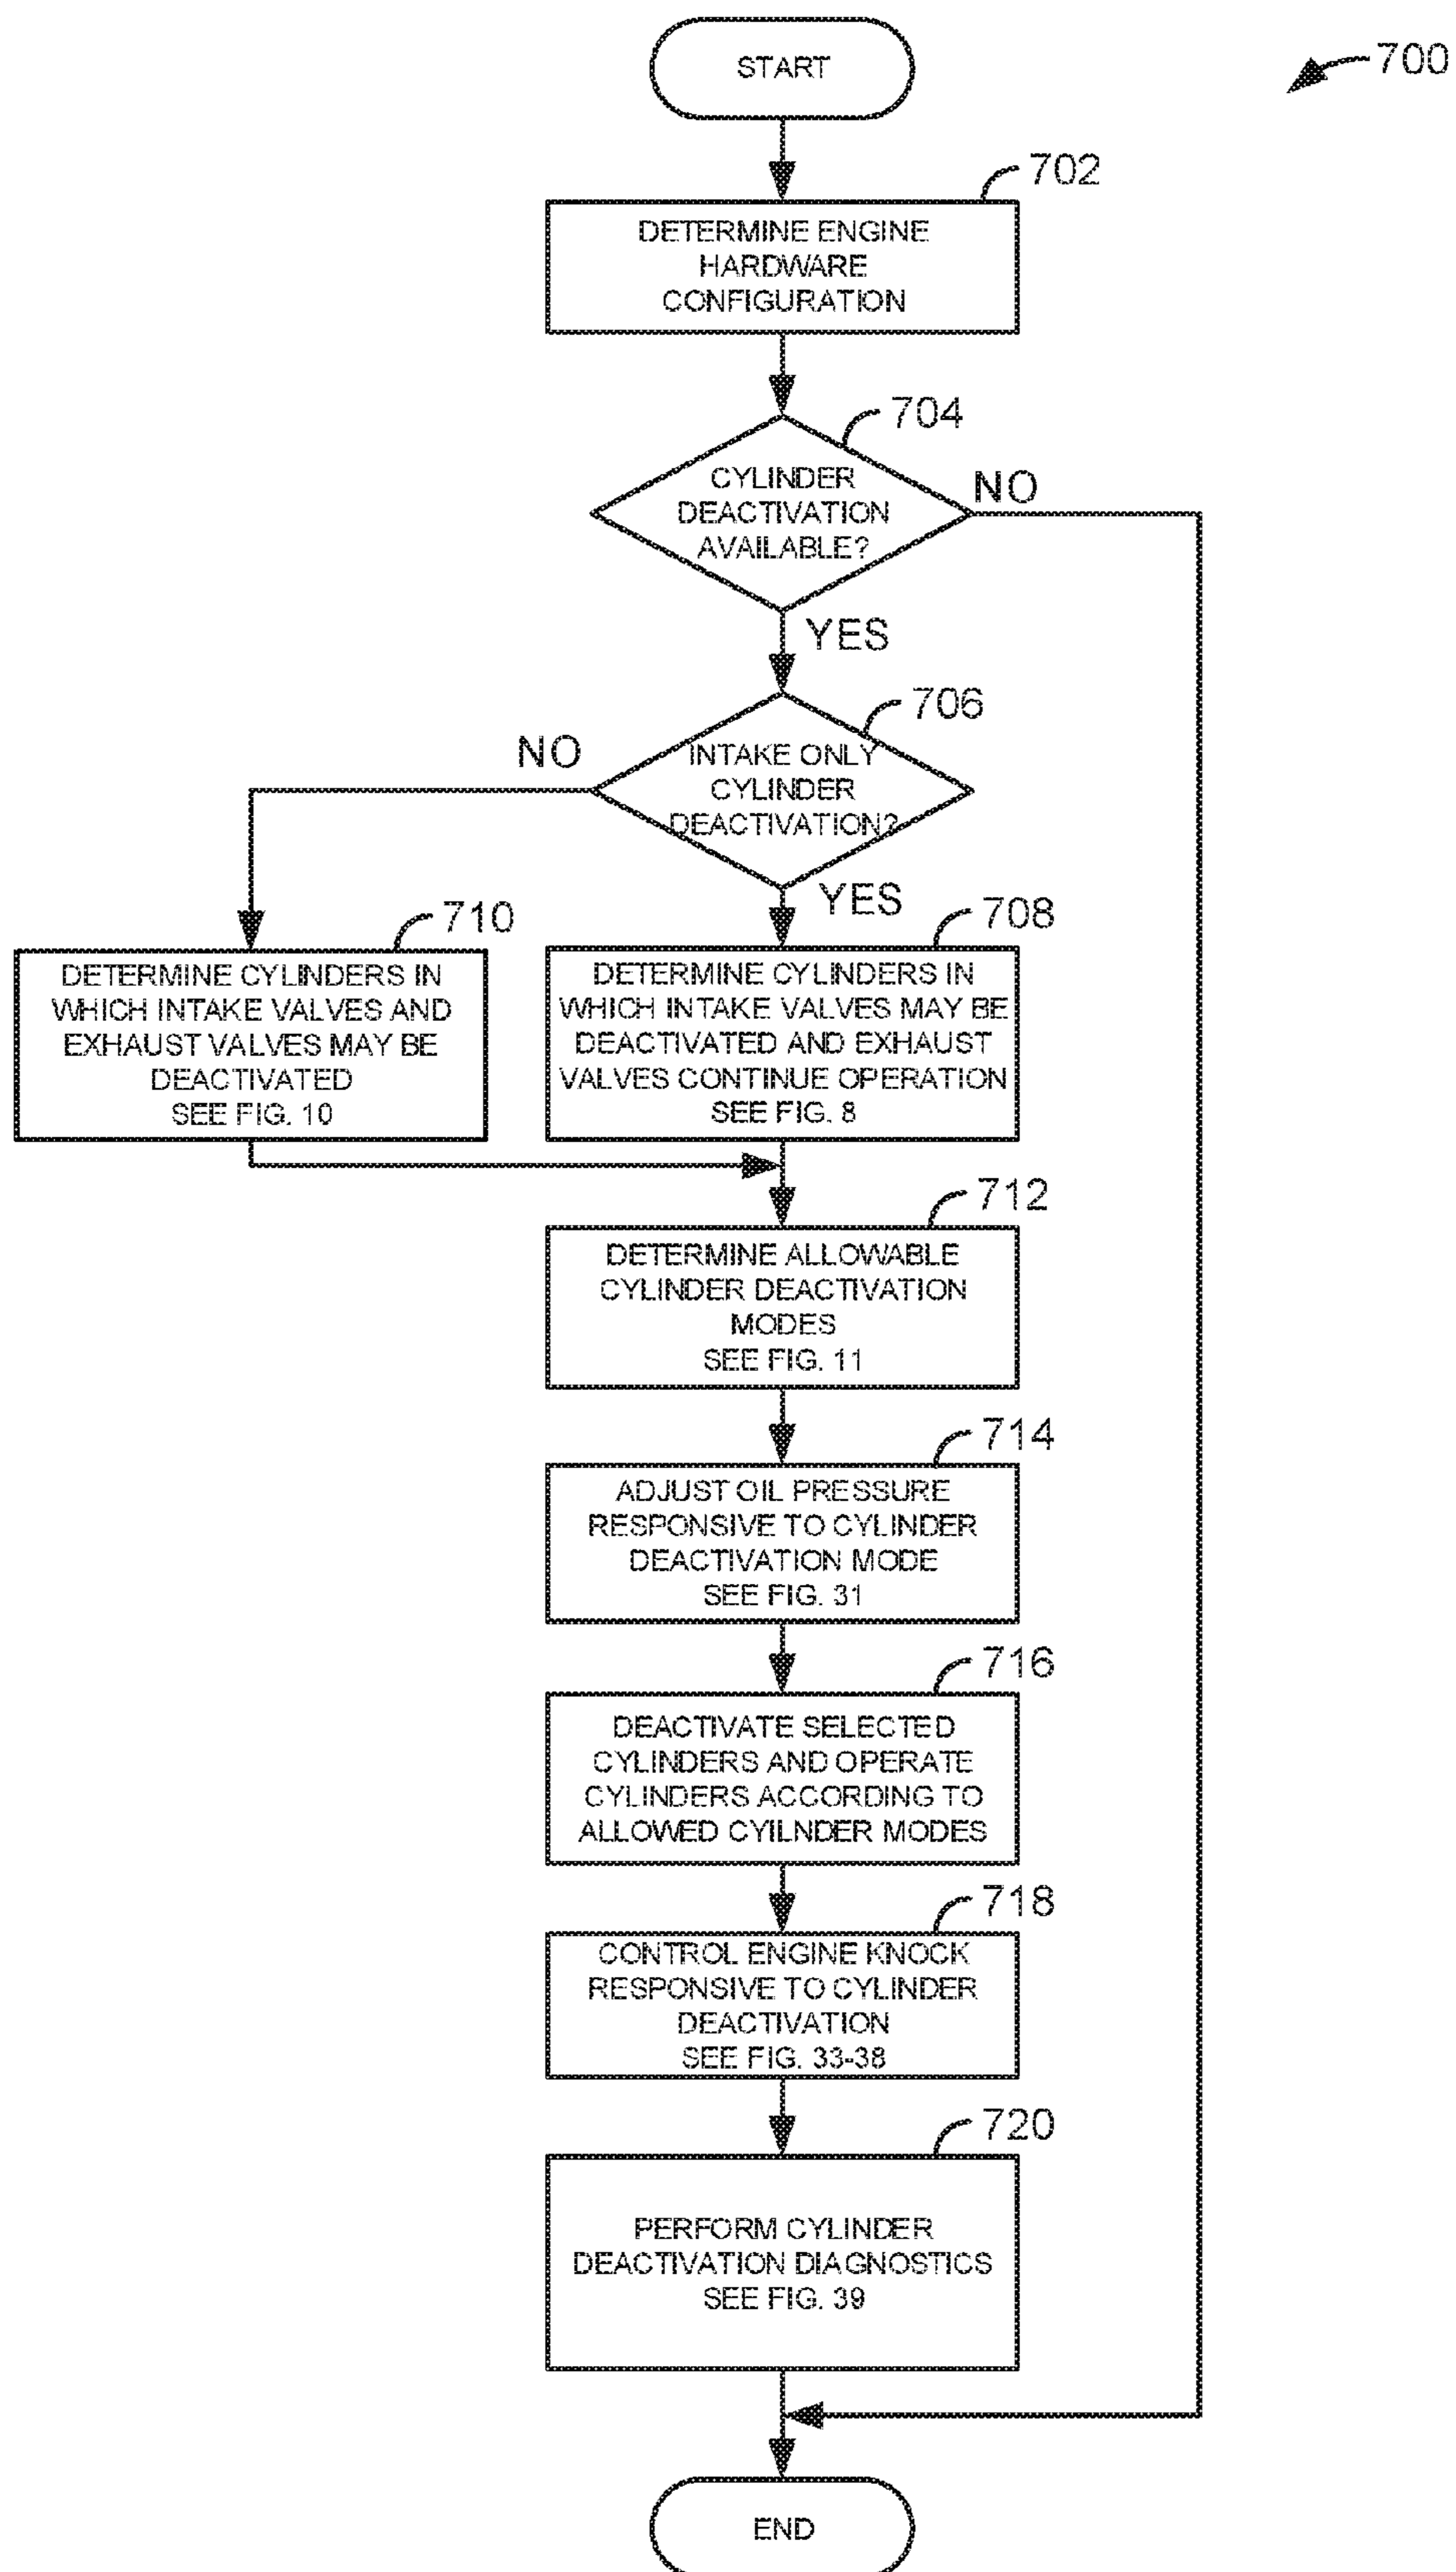 START
700
702
DETERMINE ENGINE
HARDWARE
CONFIGURATION
704
CYLINDER
DEACTIVATION
AVAILABLE?
NO
YES
706
INTAKE ONLY
CYLINDER
DEACTIVATION?
NO
YES
710
DETERMINE CYLINDERS IN
WHICH INTAKE VALVES AND
EXHAUST VALVES MAY BE
DEACTIVATED
SEE FIG. 10
708
DETERMINE CYLINDERS IN
WHICH INTAKE VALVES MAY BE
DEACTIVATED AND EXHAUST
VALVES CONTINUE OPERATION
SEE FIG. 8
712
DETERMINE ALLOWABLE
CYLINDER DEACTIVATION
MODES
SEE FIG. 11
714
ADJUST OIL PRESSURE
RESPONSIVE TO CYLINDER
DEACTIVATION MODE
SEE FIG. 31
716
DEACTIVATE SELECTED
CYLINDERS AND OPERATE
CYLINDERS ACCORDING TO
ALLOWED CYILNDER MODES
718
CONTROL ENGINE KNOCK
RESPONSIVE TO CYLINDER
DEACTIVATION
SEE FIG. 33-38
720
PERFORM CYLINDER
DEACTIVATION DIAGNOSTICS
SEE FIG. 39
END